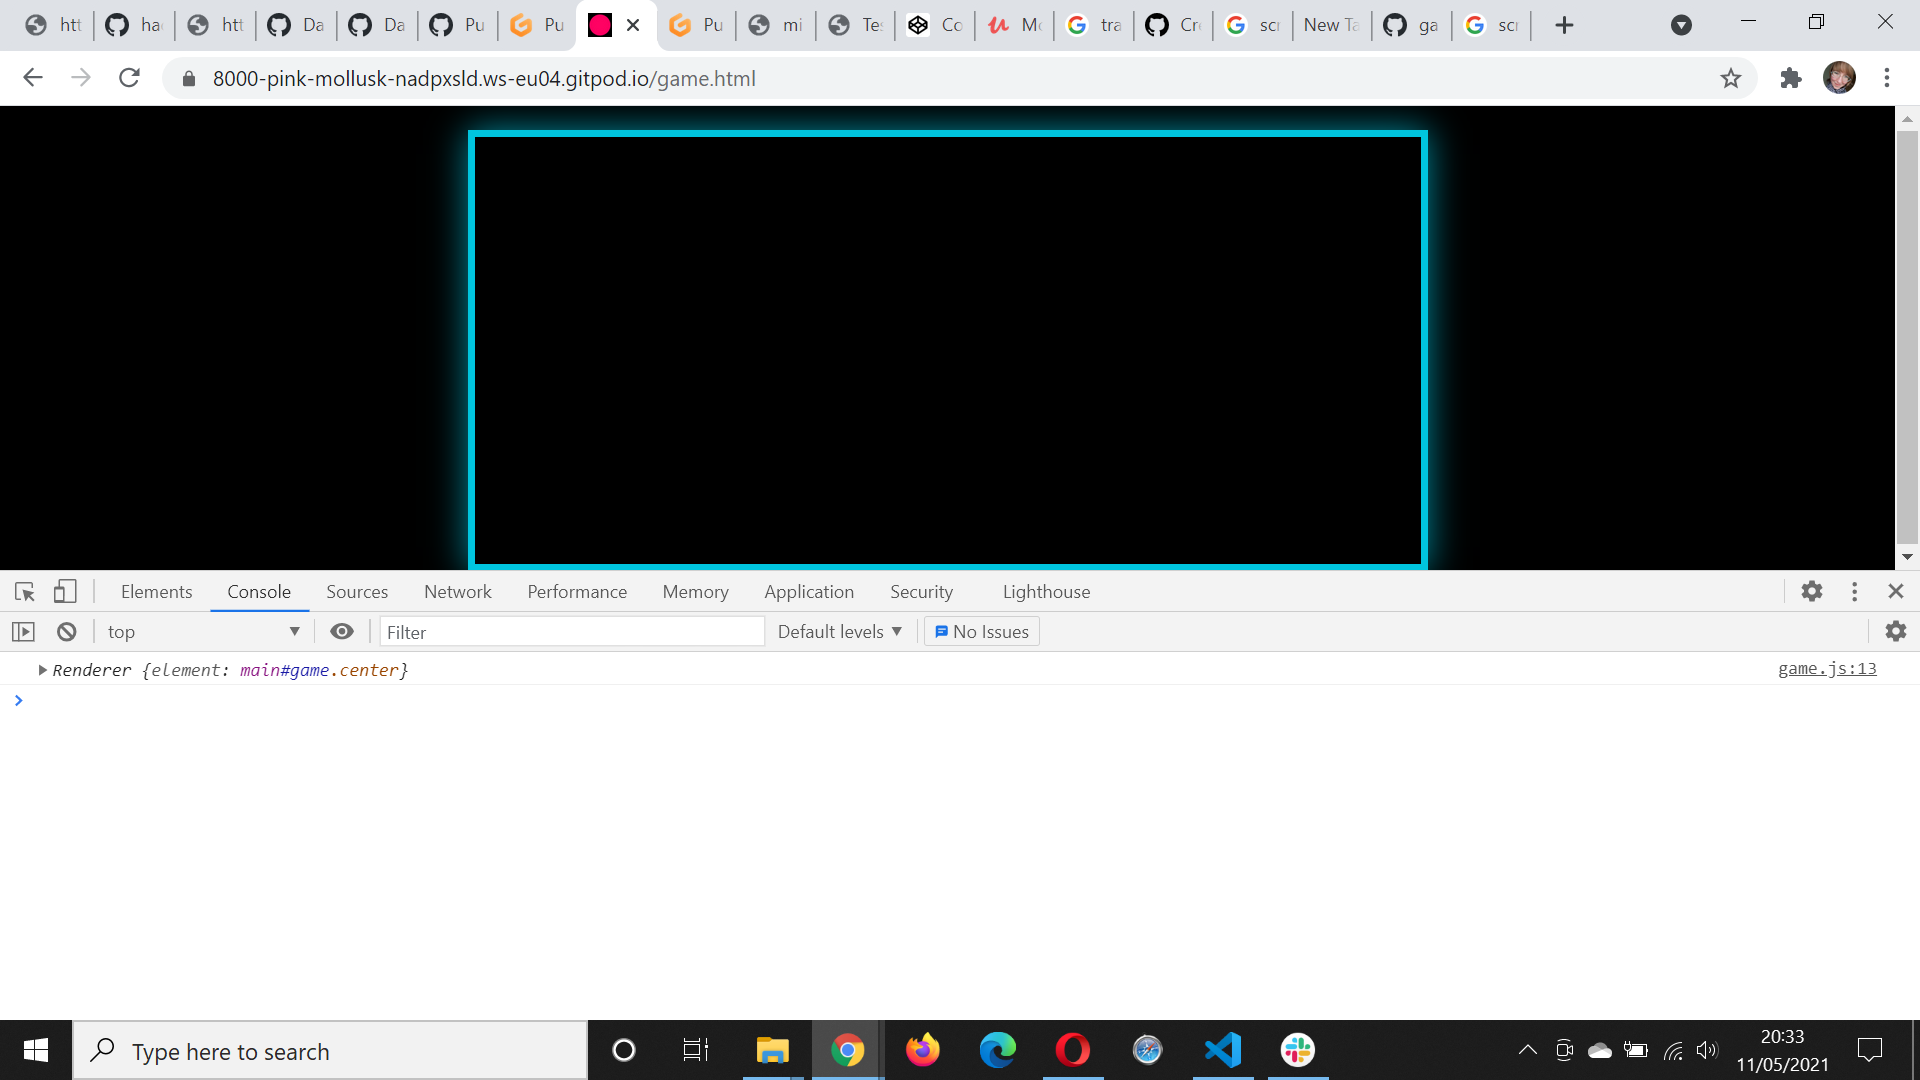 htt ha htt Da Da Pu Pu Pu mi Te Co Mo tra Cre scr New Ta ga scr
8000-pink-mollusk-nadpxsld.ws-eu04.gitpod.io/game.html
Elements Console Sources Network Performance Memory Application Security Lighthouse
top Filter Default levels No Issues
Renderer {element: main#game.center} game.js:13
Type here to search
20:33
11/05/2021